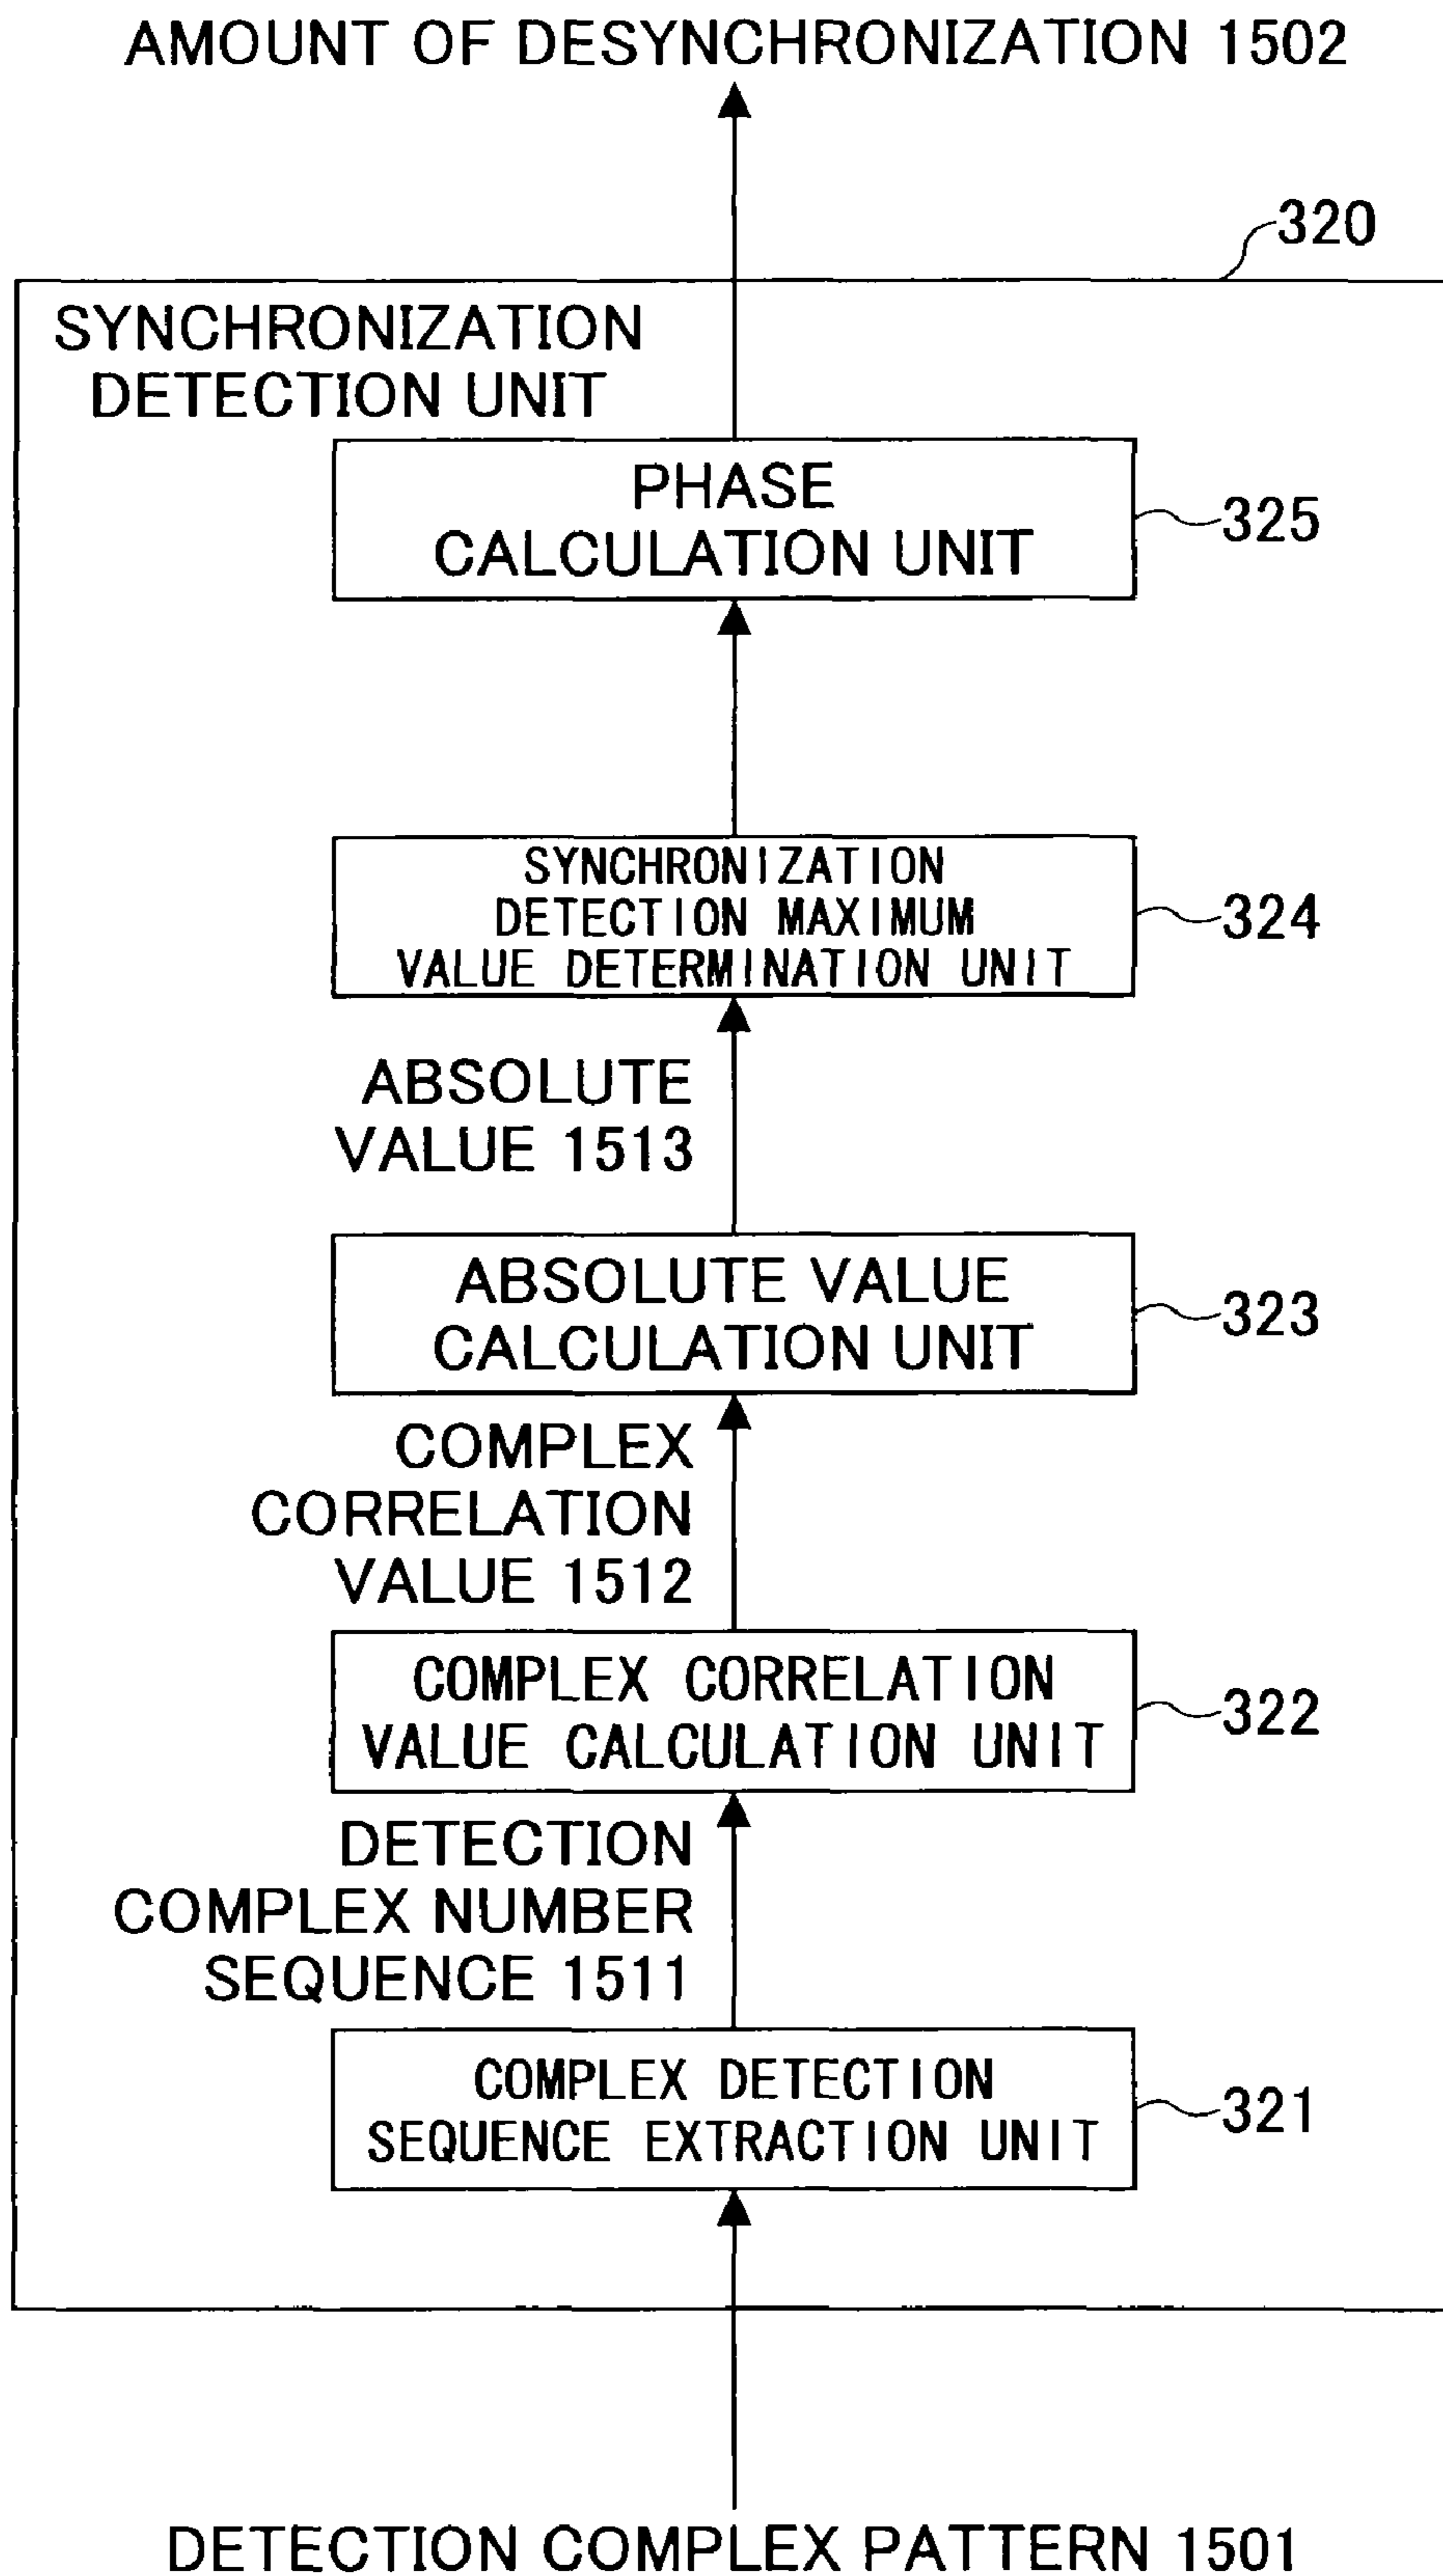 AMOUNT OF DESYNCHRONIZATION 1502
320
SYNCHRONIZATION
DETECTION UNIT
PHASE
CALCULATION UNIT
325
SYNCHRONIZATION
DETECTION MAXIMUM
VALUE DETERMINATION UNIT
324
ABSOLUTE
VALUE 1513
ABSOLUTE VALUE
CALCULATION UNIT
323
COMPLEX
CORRELATION
VALUE 1512
COMPLEX CORRELATION
VALUE CALCULATION UNIT
322
DETECTION
COMPLEX NUMBER
SEQUENCE 1511
COMPLEX DETECTION
SEQUENCE EXTRACTION UNIT
321
DETECTION COMPLEX PATTERN 1501